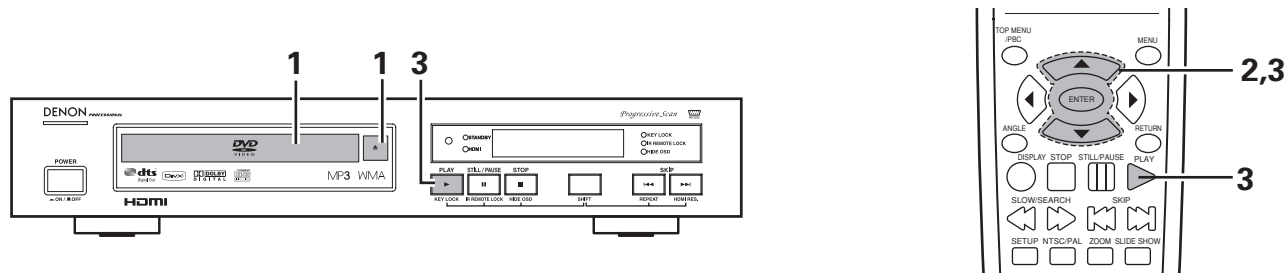 1 1 3
DENON PROFESSIONAL
Progressive Scan
POWER
ON / OFF
DVD
VIDEO
dts
Digital Out
DivX
DOLBY
DIGITAL
MP3 WMA
HDMI
STANDBY
HDMI
KEY LOCK
IR REMOTE LOCK
HIDE OSD
PLAY STILL / PAUSE STOP SKIP
KEY LOCK IR REMOTE LOCK HIDE OSD SHIFT REPEAT HDMI RES.
3
TOP MENU
/PBC
MENU
2,3
ENTER
ANGLE RETURN
DISPLAY STOP STILL/PAUSE PLAY
3
SLOW/SEARCH SKIP
SETUP NTSC/PAL ZOOM SLIDE SHOW